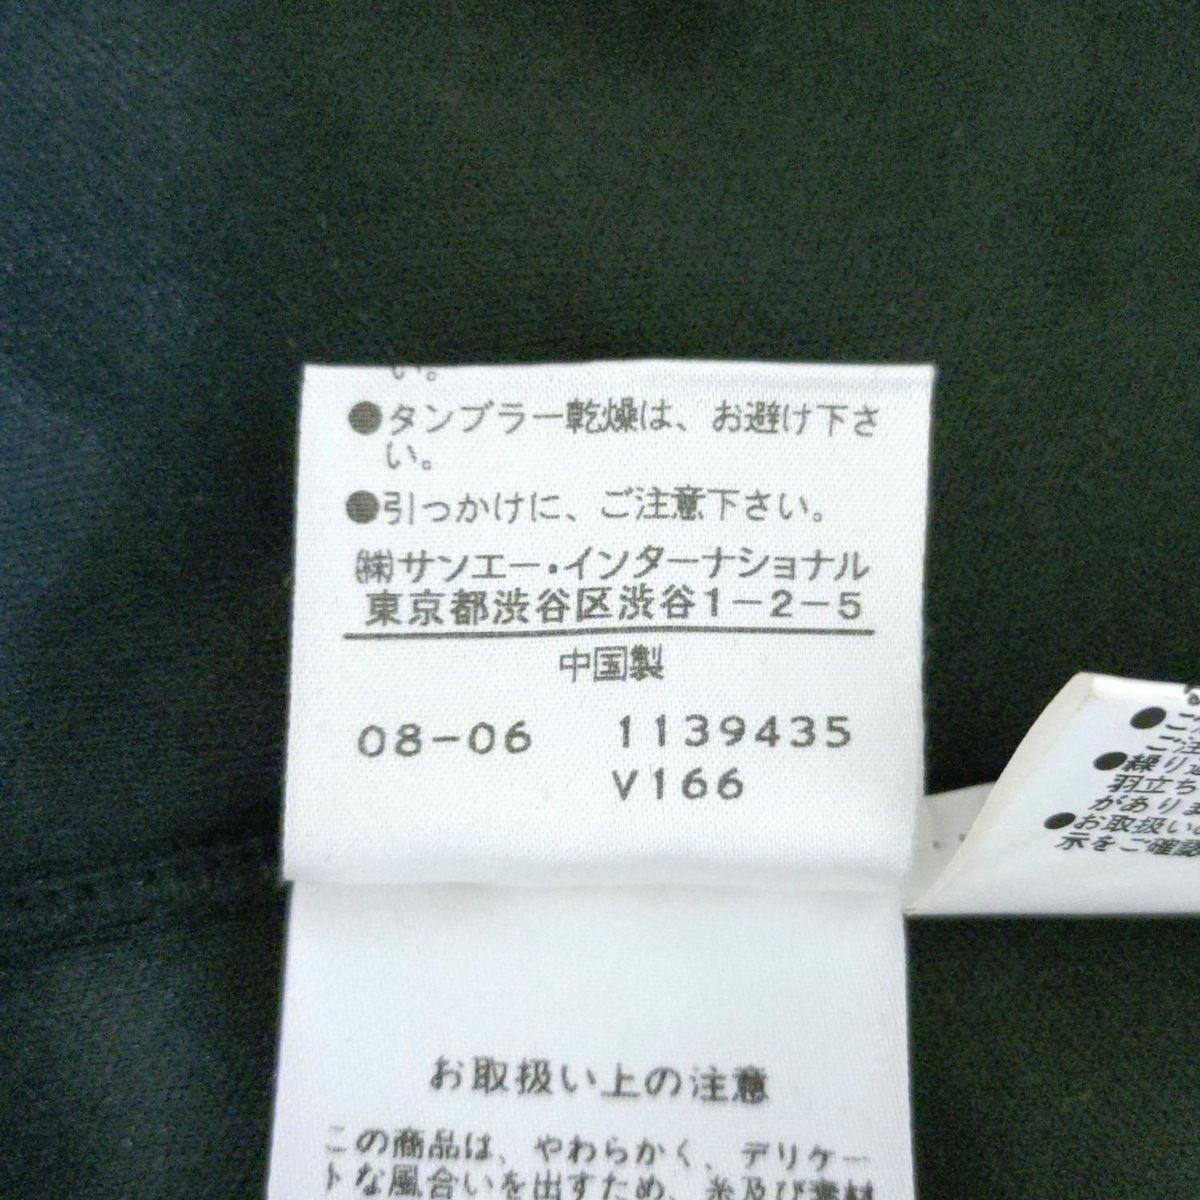 い。
●タンブラー乾燥は、お避け下さ
い。
●引っかけに、ご注意下さい。
㈱サンエー・インターナショナル
東京都渋谷区渋谷1-2-5
中国製
08-06 1139435
V166
お取扱い上の注意
この商品は、やわらかく、デリケー
トな風合いを出すため、糸及び素材
ご注
●繰り返
羽立ち
がありま
●お取扱い
示をご確認